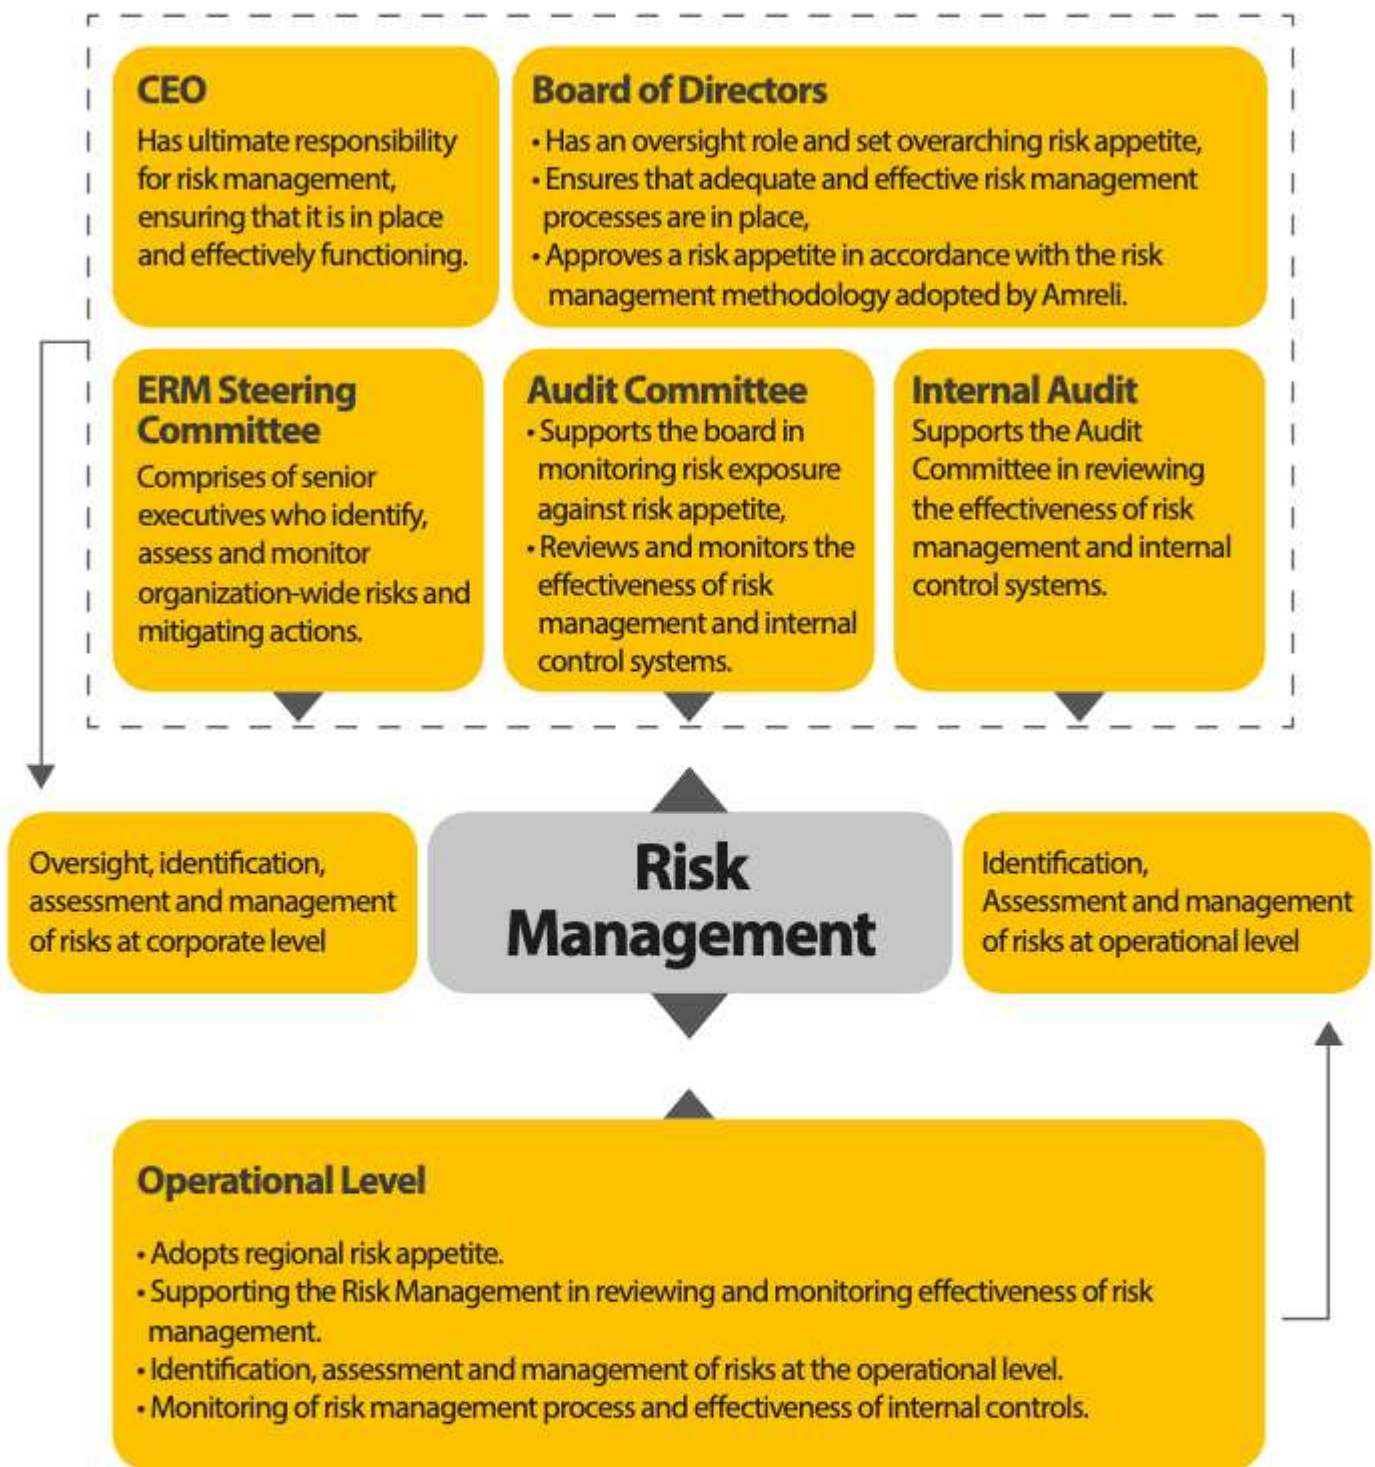 CEO
Has ultimate responsibility
for risk management,
ensuring that it is in place
and effectively functioning.
Board of Directors
• Has an oversight role and set overarching risk appetite,
• Ensures that adequate and effective risk management
processes are in place,
• Approves a risk appetite in accordance with the risk
management methodology adopted by Amreli.
ERM Steering
Committee
Comprises of senior
executives who identify,
assess and monitor
organization-wide risks and
mitigating actions.
Audit Committee
• Supports the board in
monitoring risk exposure
against risk appetite,
• Reviews and monitors the
effectiveness of risk
management and internal
control systems.
Internal Audit
Supports the Audit
Committee in reviewing
the effectiveness of risk
management and internal
control systems.
Oversight, identification,
assessment and management
of risks at corporate level
Risk
Management
Identification,
Assessment and management
of risks at operational level
Operational Level
• Adopts regional risk appetite.
• Supporting the Risk Management in reviewing and monitoring effectiveness of risk
management.
• Identification, assessment and management of risks at the operational level.
• Monitoring of risk management process and effectiveness of internal controls.